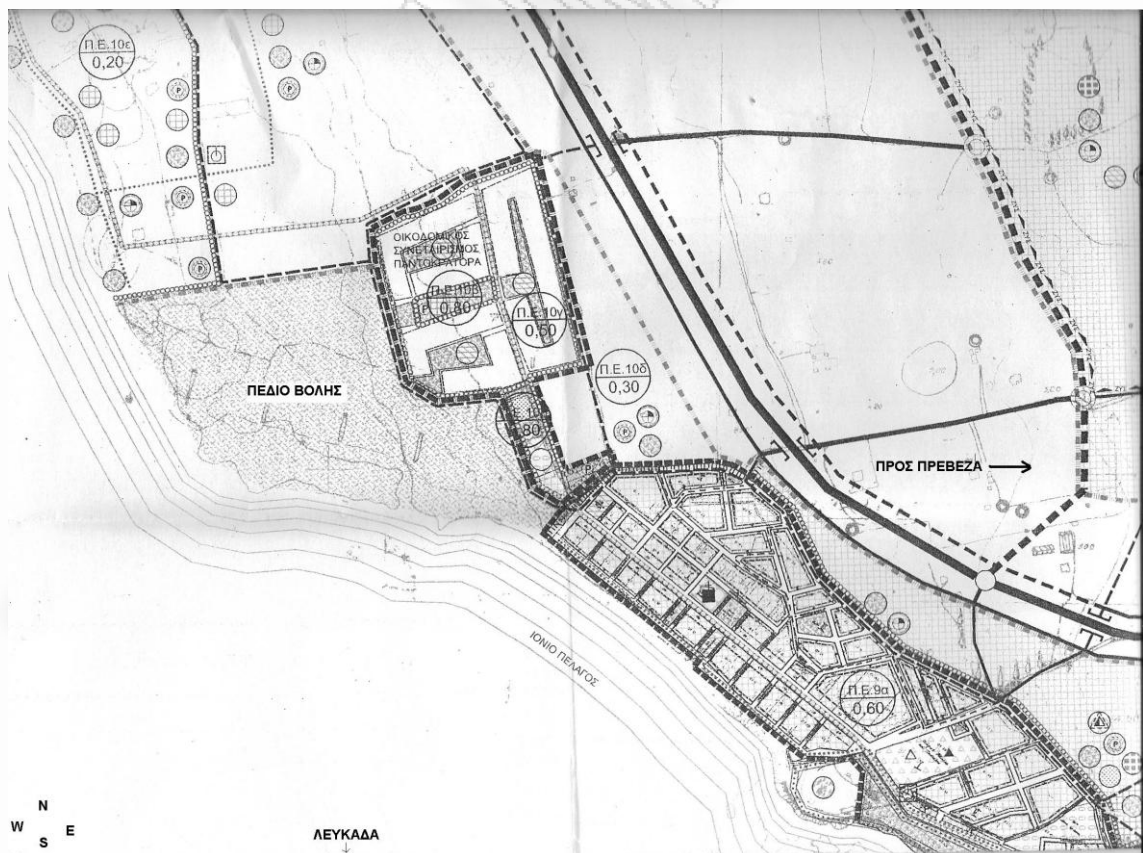 Π.Ε.10ε
0,20
ΟΙΚΟΔΟΜΙΚΟΣ
ΣΥΝΕΤΑΙΡΙΣΜΟΣ
ΠΑΝΤΟΚΡΑΤΟΡΑ
0,80
Π.Ε.10γ
0,50
Π.Ε.10δ
0,30
ΠΕΔΙΟ ΒΟΛΗΣ
ΠΡΟΣ ΠΡΕΒΕΖΑ
ΙΟΝΙΟ ΠΕΛΑΓΟΣ
Π.Ε.9α
0,60
N
W E
S
ΛΕΥΚΑΔΑ